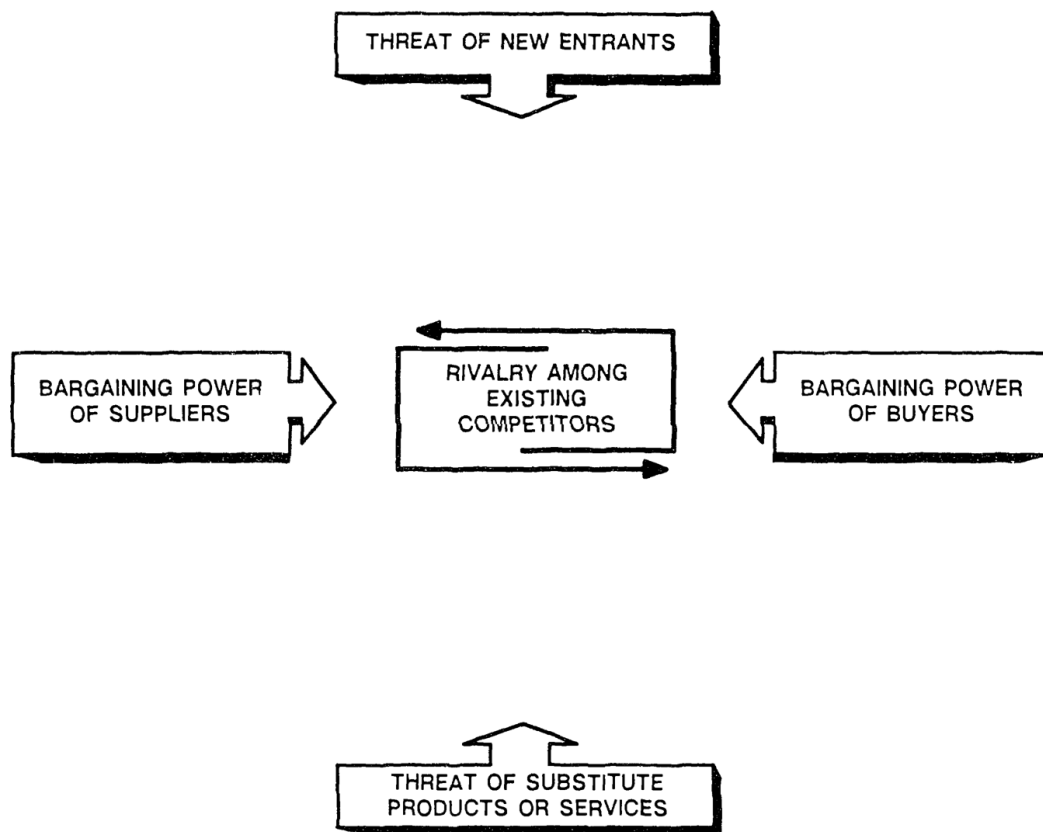 THREAT OF NEW ENTRANTS
BARGAINING POWER
OF SUPPLIERS
RIVALRY AMONG
EXISTING
COMPETITORS
BARGAINING POWER
OF BUYERS
THREAT OF SUBSTITUTE
PRODUCTS OR SERVICES